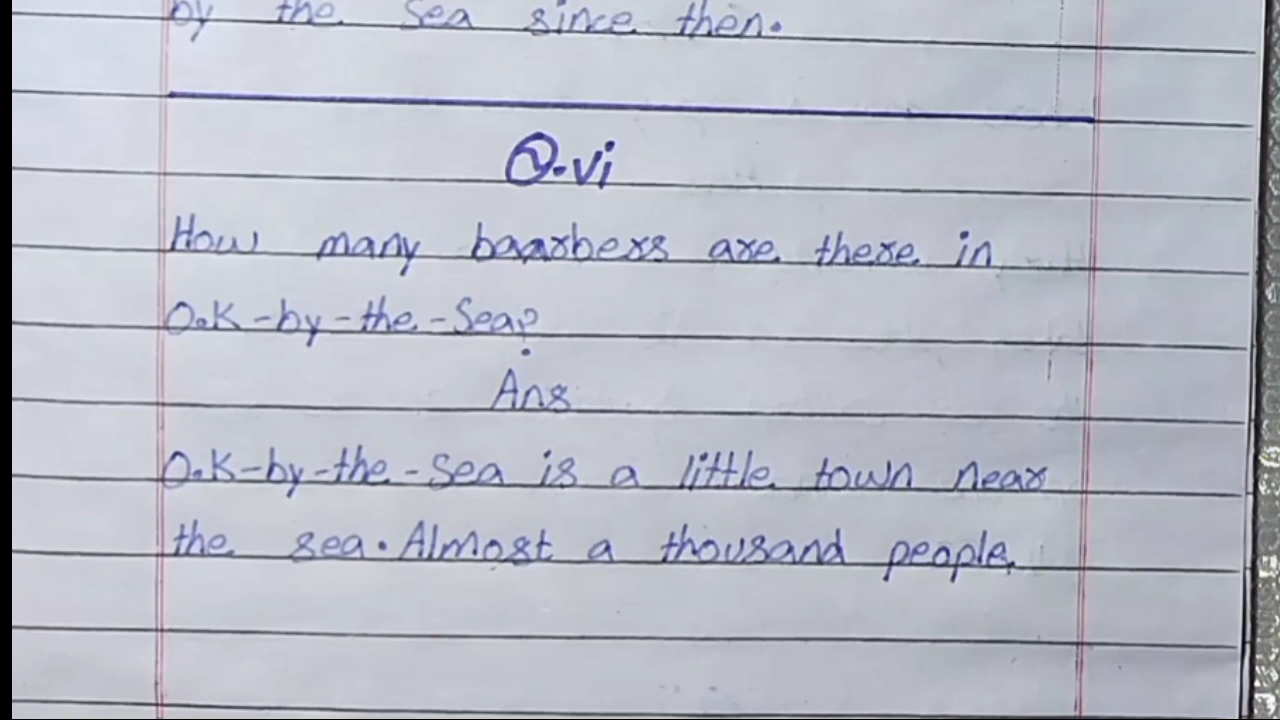 by the Sea since then.
Q.vi
How many baarbers are there in
O.K-by-the-Sea?
Ans
O.K-by-the-Sea is a little town near
the sea. Almost a thousand people